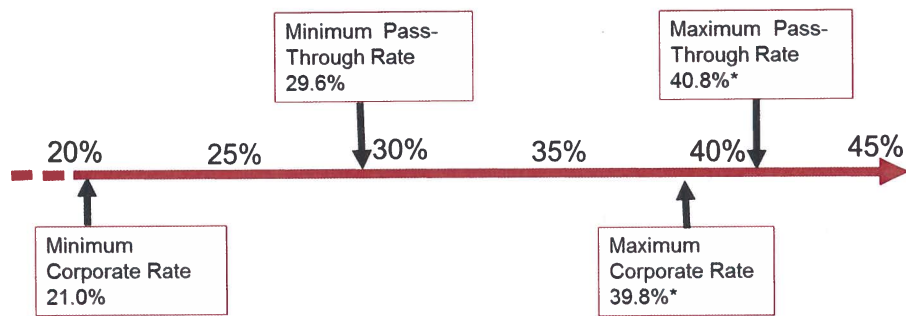 Minimum Pass-
Through Rate
29.6%
Maximum Pass-
Through Rate
40.8%*
20% 25% 30% 35% 40% 45%
Minimum
Corporate Rate
21.0%
Maximum
Corporate Rate
39.8%*